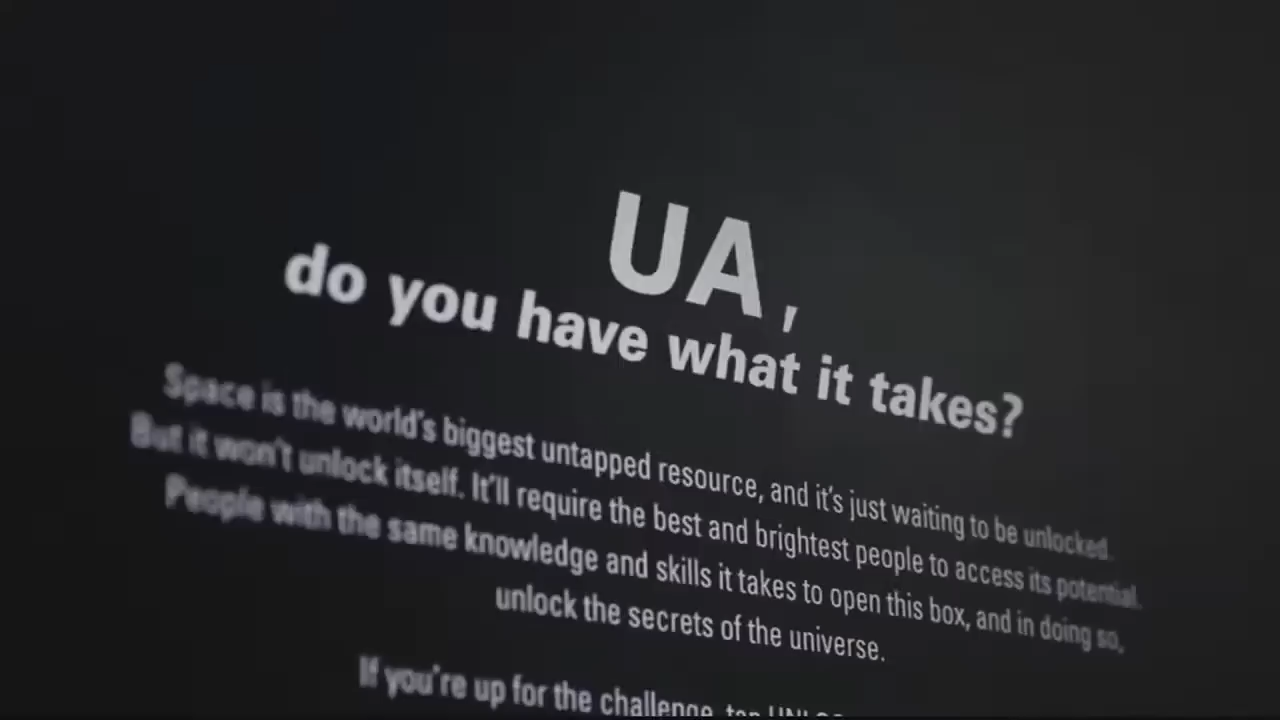 UA,
do you have what it takes?
Space is the world's biggest untapped resource, and it's just waiting to be unlocked.
But it won't unlock itself. It'll require the best and brightest people to access its potential.
People with the same knowledge and skills it takes to open this box, and in doing so,
unlock the secrets of the universe.
If you're up for the challenge,